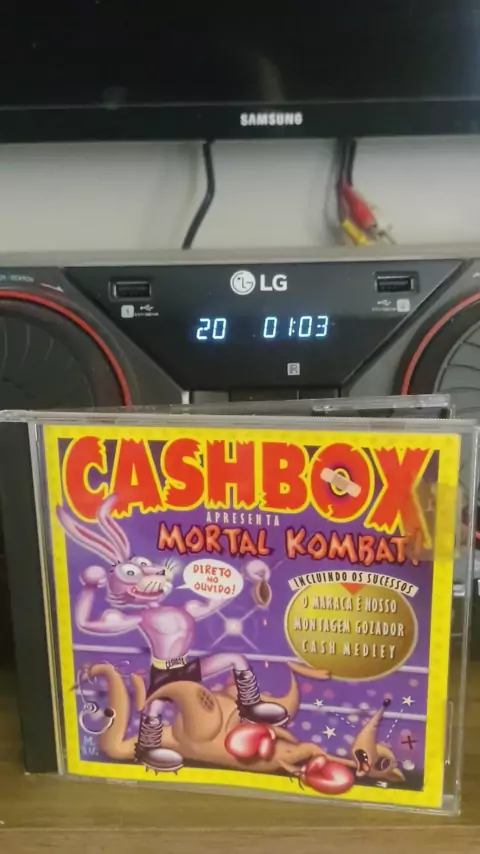 SAMSUNG
LG
20 01:03
CASHBOX
APRESENTA
MORTAL KOMBAT!
DIRETO
NO
OUVIDO!
INCLUINDO OS SUCESSOS
O MARACA É NOSSO
MONTAGEM GOZADOR
CASH MEDLEY